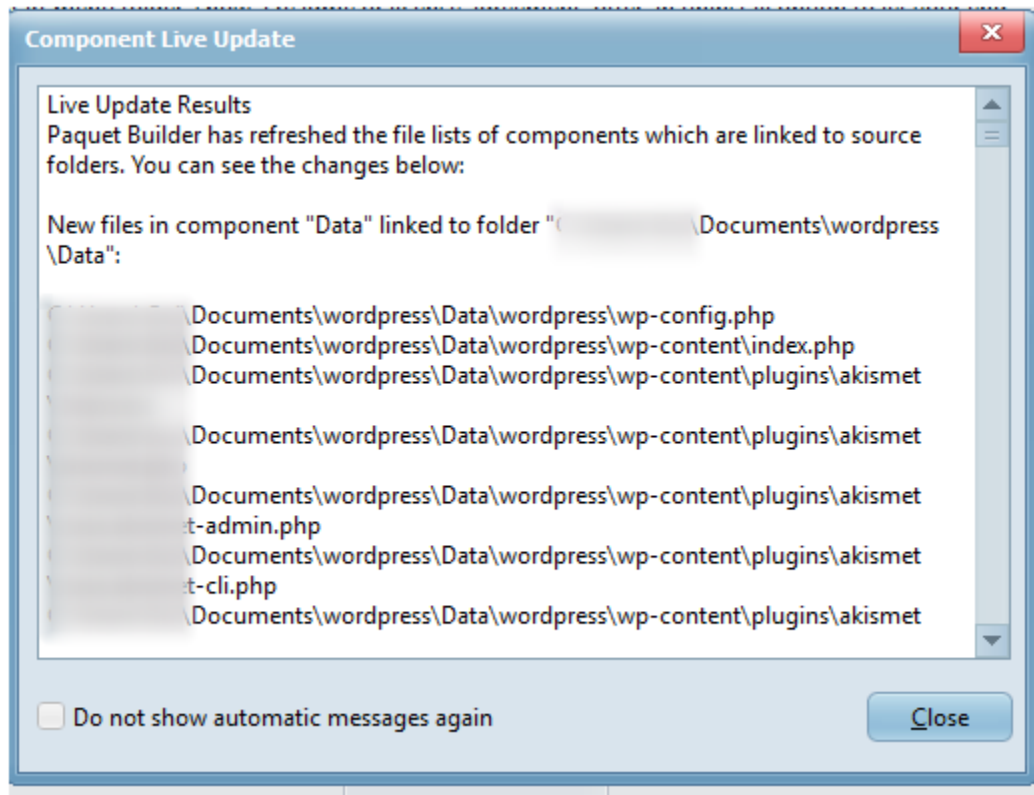 Component Live Update
Live Update Results
Paquet Builder has refreshed the file lists of components which are linked to source
folders. You can see the changes below:
New files in component "Data" linked to folder "\Documents\wordpress
\Data":
\Documents\wordpress\Data\wordpress\wp-config.php
\Documents\wordpress\Data\wordpress\wp-content\index.php
\Documents\wordpress\Data\wordpress\wp-content\plugins\akismet
\Documents\wordpress\Data\wordpress\wp-content\plugins\akismet
\Documents\wordpress\Data\wordpress\wp-content\plugins\akismet
t-admin.php
\Documents\wordpress\Data\wordpress\wp-content\plugins\akismet
t-cli.php
\Documents\wordpress\Data\wordpress\wp-content\plugins\akismet
Do not show automatic messages again
Close